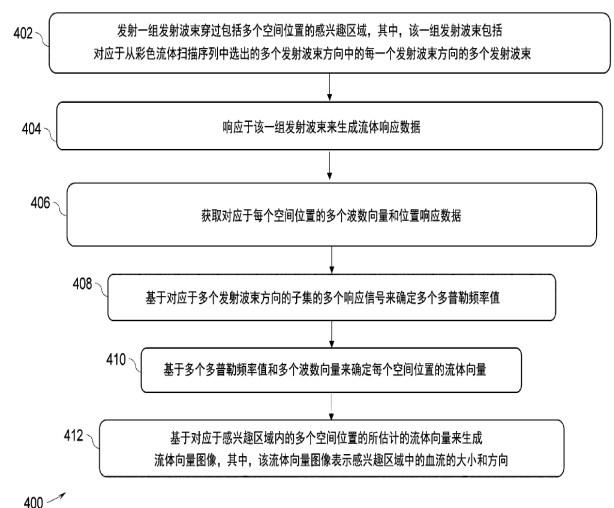 402
发射一组发射波束穿过包括多个空间位置的感兴趣区域，其中，该一组发射波束包括
对应于从彩色流体扫描序列中选出的多个发射波束方向中的每一个发射波束方向的多个发射波束
404
响应于该一组发射波束来生成流体响应数据
406
获取对应于每个空间位置的多个波数向量和位置响应数据
408
基于对应于多个发射波束方向的子集的多个响应信号来确定多个多普勒频率值
410
基于多个多普勒频率值和多个波数向量来确定每个空间位置的流体向量
412
基于对应于感兴趣区域内的多个空间位置的所估计的流体向量来生成
流体向量图像，其中，该流体向量图像表示感兴趣区域中的血流的大小和方向
400